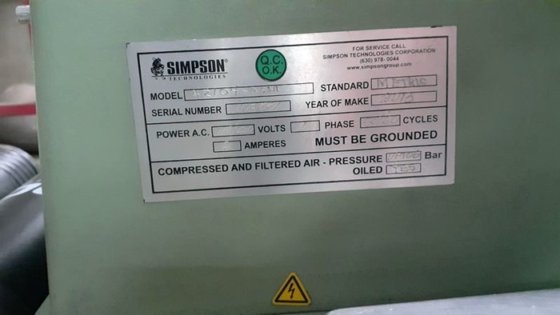 SIMPSON
TECHNOLOGIES
Q.C.
O.K.
FOR SERVICE CALL
SIMPSON TECHNOLOGIES CORPORATION
(630) 978. 0044
www.simpsongroup.com
MODEL STANDARD
SERIAL NUMBER YEAR OF MAKE
POWER A.C. VOLTS PHASE CYCLES
AMPERES MUST BE GROUNDED
COMPRESSED AND FILTERED AIR - PRESSURE Bar
OILED